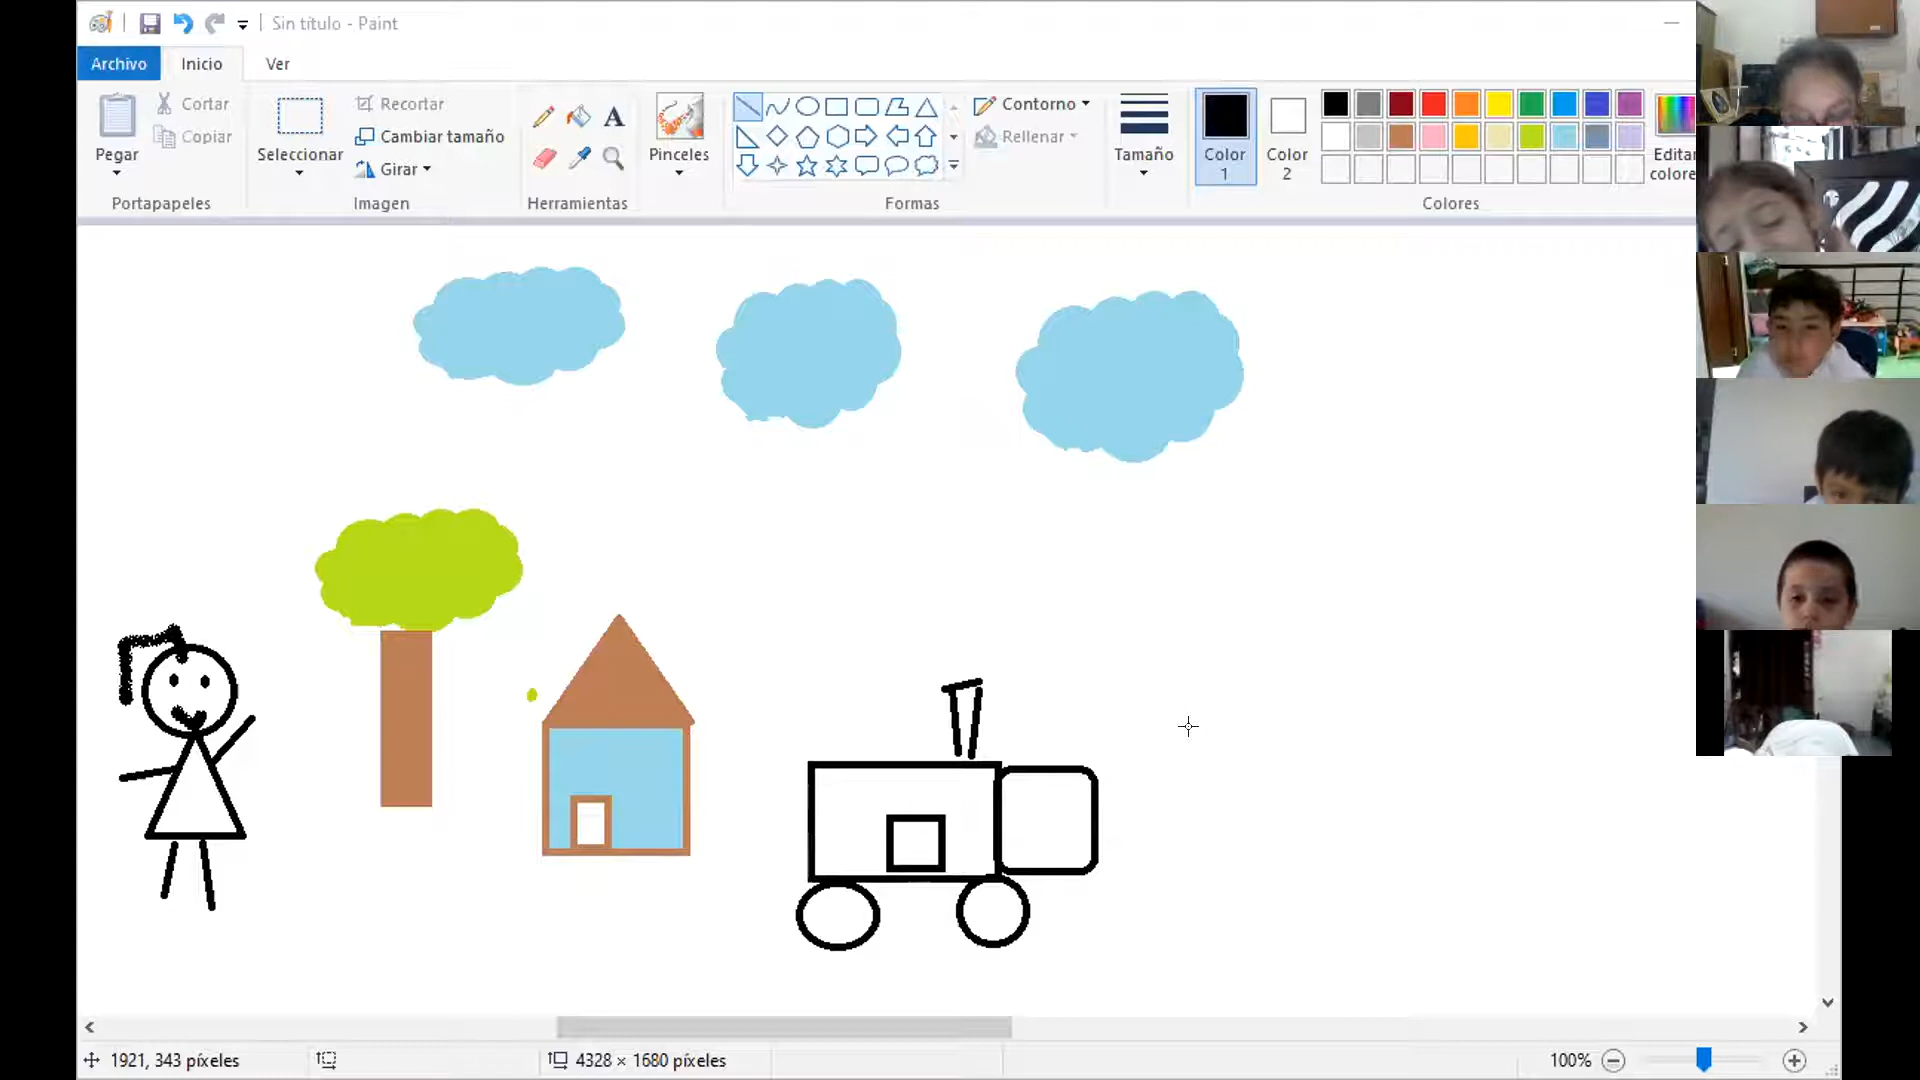 Sin título - Paint
Archivo Inicio Ver
Pegar
Cortar
Copiar
Portapapeles
Seleccionar
Recortar
Cambiar tamaño
Girar
Imagen
A
Herramientas
Pinceles
Contorno
Rellenar
Formas
Tamaño
Color
1
Color
2
Editar
colore
Colores
1921, 343 píxeles
4328 × 1680 píxeles
100%